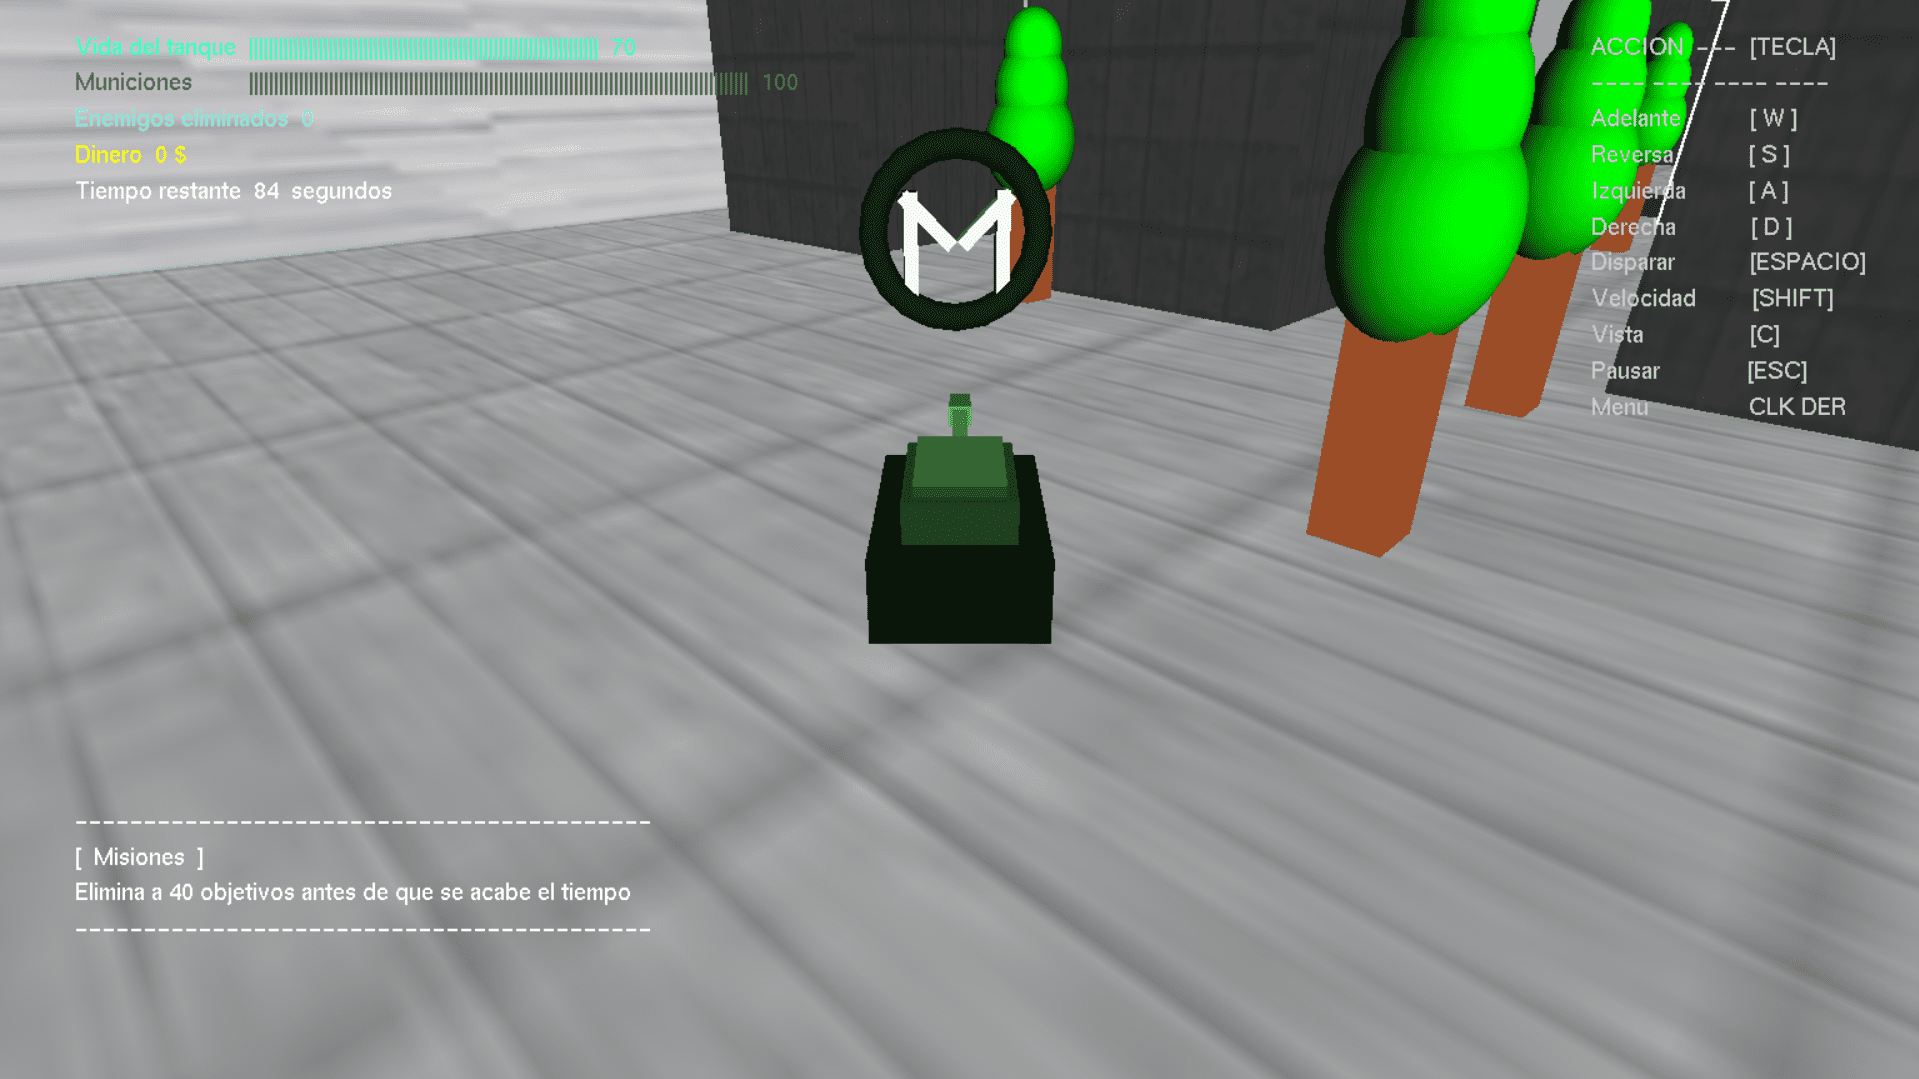 Vida del tanque 70
Municiones 100
Enemigos eliminados 0
Dinero 0 $
Tiempo restante 84 segundos
ACCION --- [TECLA]
Adelante [ W ]
Reversa [ S ]
Izquierda [ A ]
Derecha [ D ]
Disparar [ESPACIO]
Velocidad [SHIFT]
Vista [C]
Pausar [ESC]
Menu CLK DER
M
[ Misiones ]
Elimina a 40 objetivos antes de que se acabe el tiempo